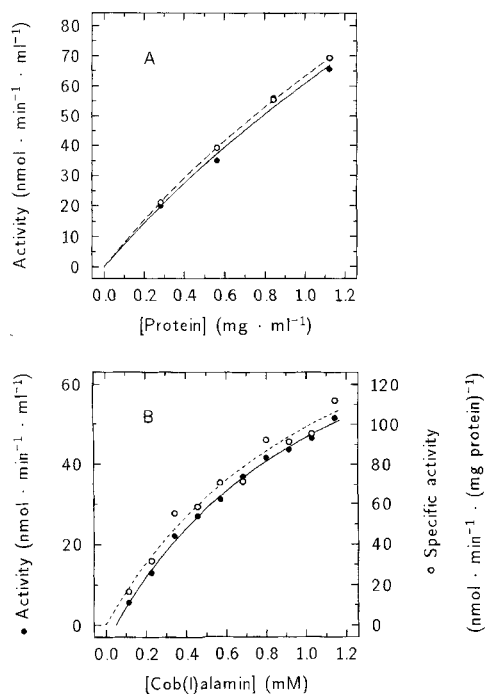 A
Activity (nmol · min⁻¹ · ml⁻¹)
80
70
60
50
40
30
20
10
0
0.0 0.2 0.4 0.6 0.8 1.0 1.2
[Protein] (mg · ml⁻¹)
B
• Activity (nmol · min⁻¹ · ml⁻¹)
60
40
20
0
120
100
80
60
40
20
0
○ Specific activity
(nmol · min⁻¹ · (mg protein)⁻¹)
0.0 0.2 0.4 0.6 0.8 1.0 1.2
[Cob(I)alamin] (mM)